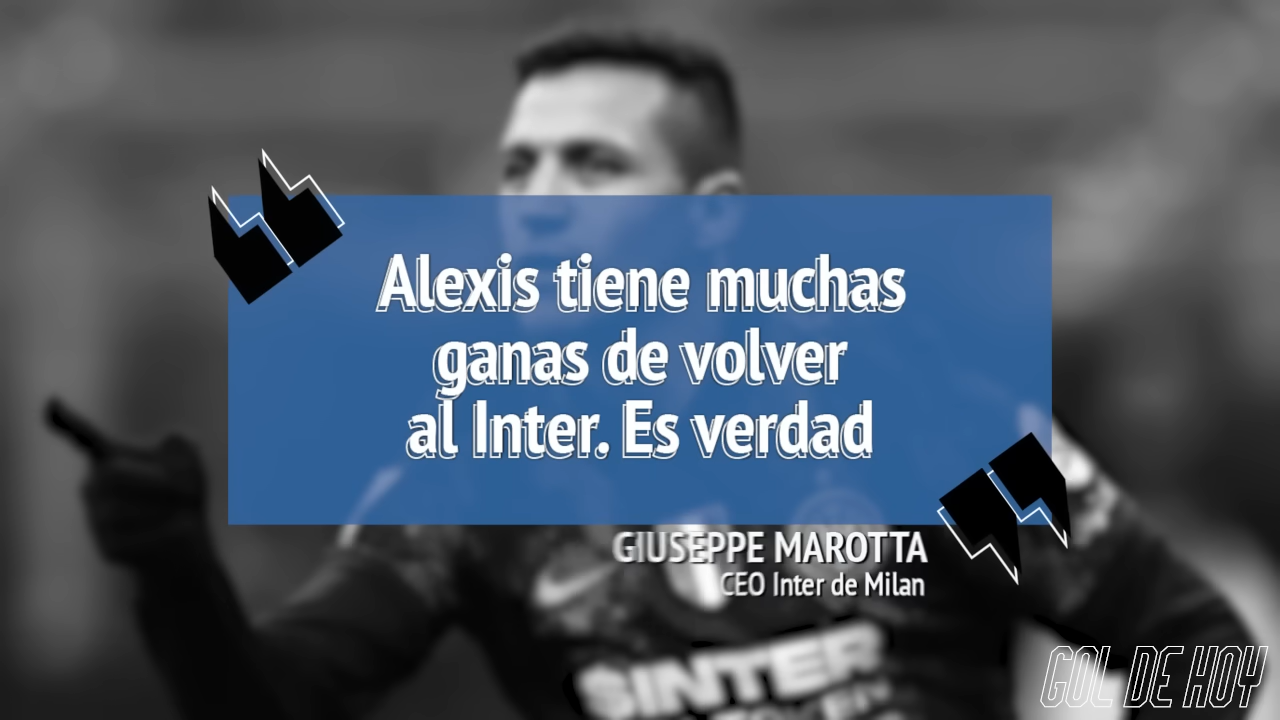 Alexis tiene muchas
ganas de volver
al Inter. Es verdad
GIUSEPPE MAROTTA
CEO Inter de Milan
$INTER
GOL DE HOY